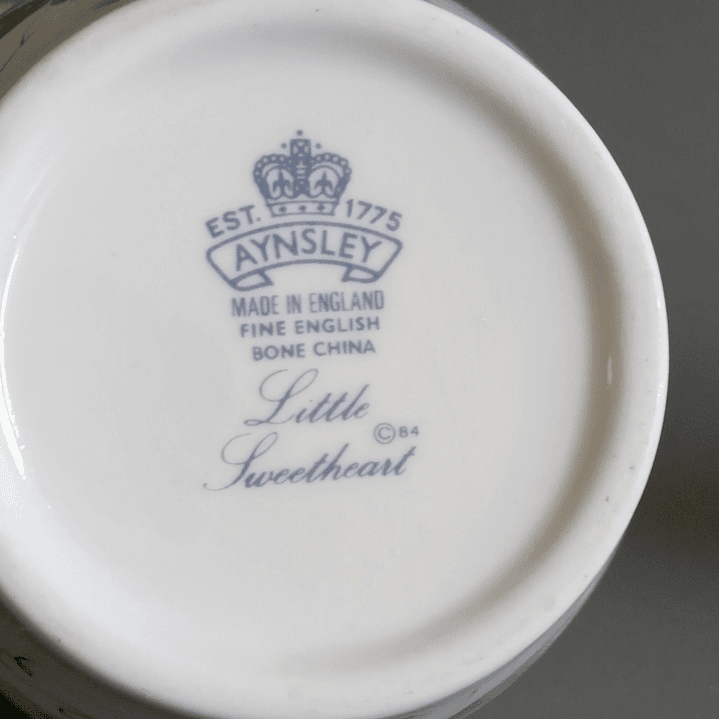 EST. 1775
AYNSLEY
MADE IN ENGLAND
FINE ENGLISH
BONE CHINA
Little
©84
Sweetheart